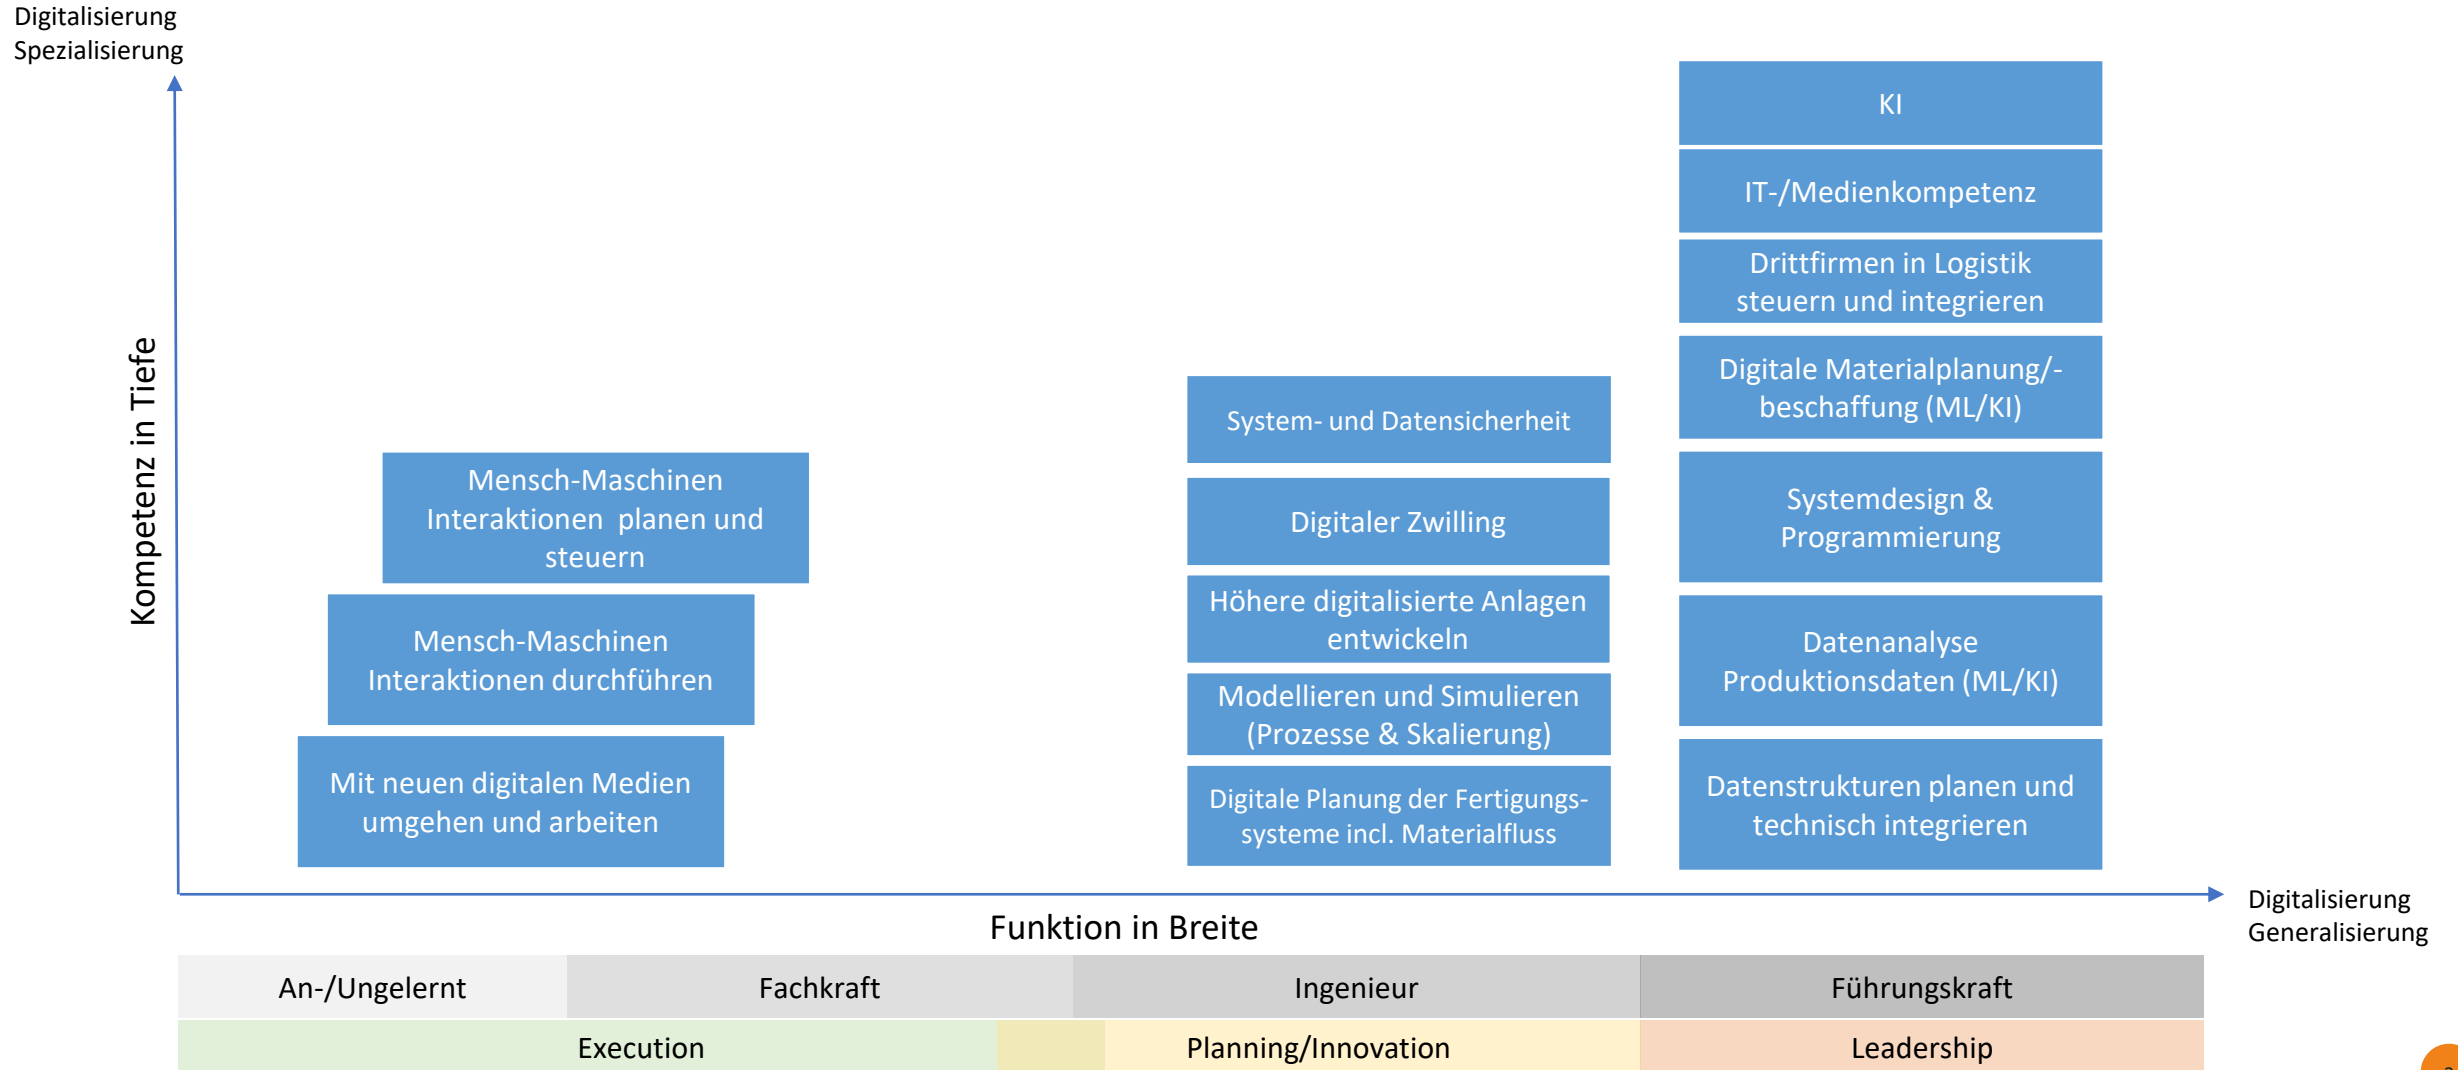 Digitalisierung
Spezialisierung
Kompetenz in Tiefe
Mensch-Maschinen
Interaktionen planen und
steuern
Mensch-Maschinen
Interaktionen durchführen
Mit neuen digitalen Medien
umgehen und arbeiten
System- und Datensicherheit
Digitaler Zwilling
Höhere digitalisierte Anlagen
entwickeln
Modellieren und Simulieren
(Prozesse & Skalierung)
Digitale Planung der Fertigungs-
systeme incl. Materialfluss
KI
IT-/Medienkompetenz
Drittfirmen in Logistik
steuern und integrieren
Digitale Materialplanung/-
beschaffung (ML/KI)
Systemdesign &
Programmierung
Datenanalyse
Produktionsdaten (ML/KI)
Datenstrukturen planen und
technisch integrieren
Digitalisierung
Generalisierung
Funktion in Breite
An-/Ungelernt
Fachkraft
Ingenieur
Führungskraft
Execution
Planning/Innovation
Leadership